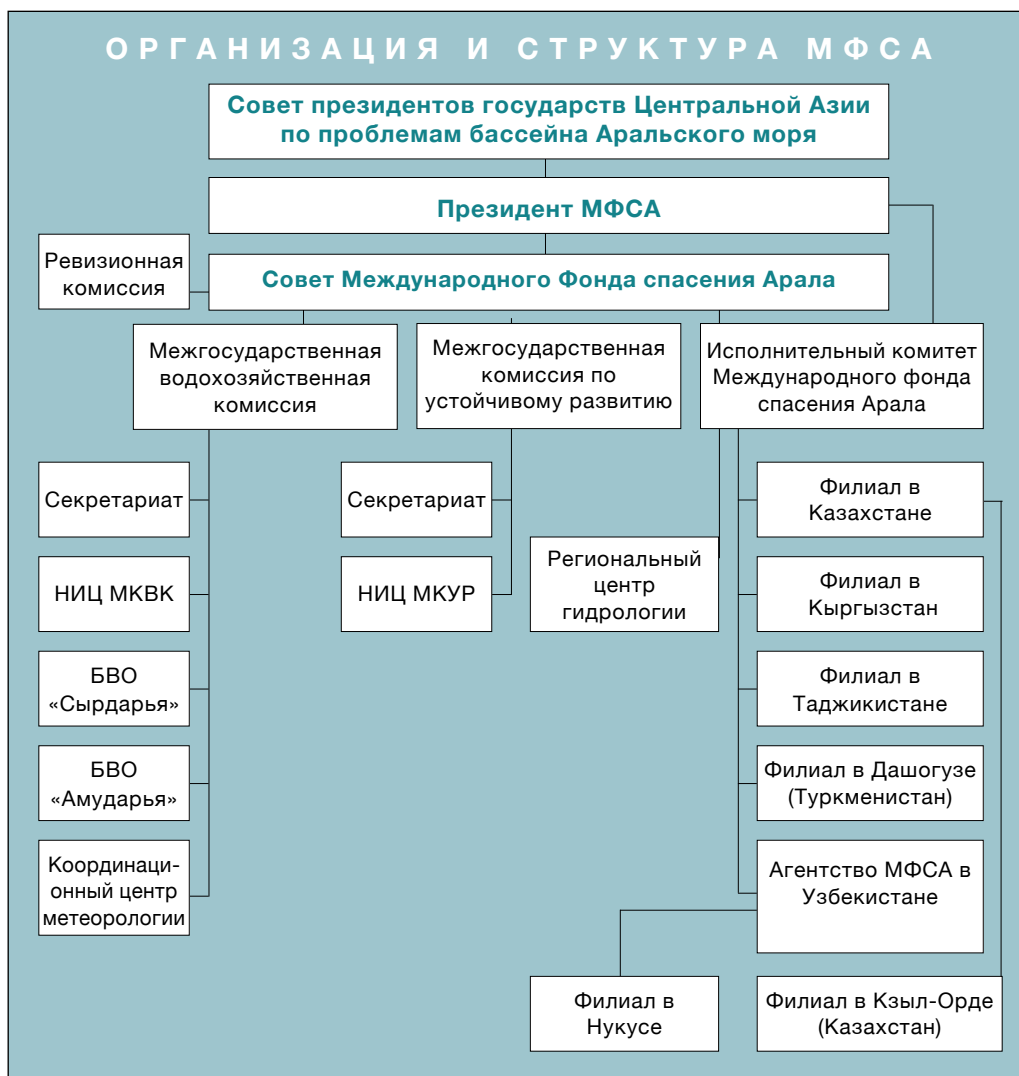 ОРГАНИЗАЦИЯ И СТРУКТУРА МФСА
Совет президентов государств Центральной Азии
по проблемам бассейна Аральского моря
Президент МФСА
Ревизионная
комиссия
Совет Международного Фонда спасения Арала
Межгосударственная
водохозяйственная
комиссия
Межгосударственная
комиссия по
устойчивому развитию
Исполнительный комитет
Международного фонда
спасения Арала
Секретариат
НИЦ МКВК
БВО
«Сырдарья»
БВО
«Амударья»
Координаци-
онный центр
метеорологии
Секретариат
НИЦ МКУР
Региональный
центр
гидрологии
Филиал в
Казахстане
Филиал в
Кыргызстан
Филиал в
Таджикистане
Филиал в Дашогузе
(Туркменистан)
Агентство МФСА в
Узбекистане
Филиал в
Нукусе
Филиал в Кзыл-Орде
(Казахстан)